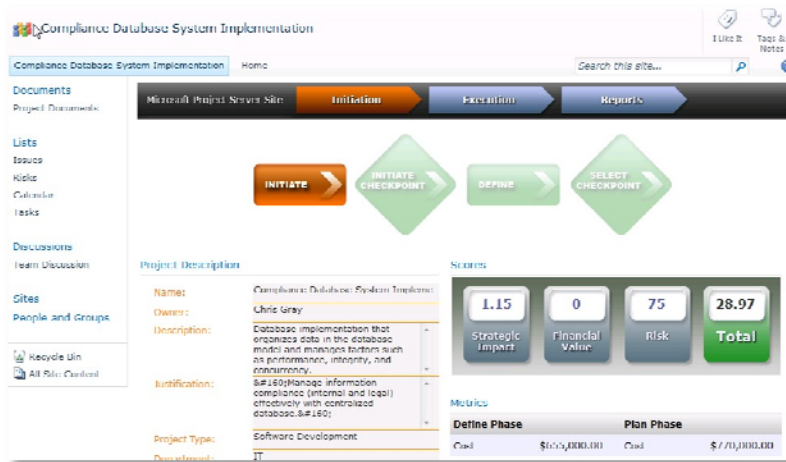 Compliance Database System Implementation
I Like It
Tags &
Notes
Compliance Database System Implementation
Home
Search this site...
Documents
Project Documents
Lists
Issues
Risks
Calendar
Tasks
Discussions
Team Discussion
Sites
People and Groups
Recycle Bin
All Site Content
Microsoft Project Server Site
Initiation
Execution
Reports
INITIATE
INITIATE
CHECKPOINT
DEFINE
SELECT
CHECKPOINT
Project Description
Name:
Compliance Database System Impleme
Owner:
Chris Gray
Description:
Database implementation that
organizes data in the database
model and manages factors such
as performance, integrity, and
concurrency.
Justification:
&#160;Manage information
compliance (internal and legal)
effectively with centralized
database.&#160;
Project Type:
Software Development
Department:
IT
Scores
1.15
Strategic
Impact
0
Financial
Value
75
Risk
28.97
Total
Metrics
Define Phase
Plan Phase
Cost
$655,000.00
Cost
$770,000.00